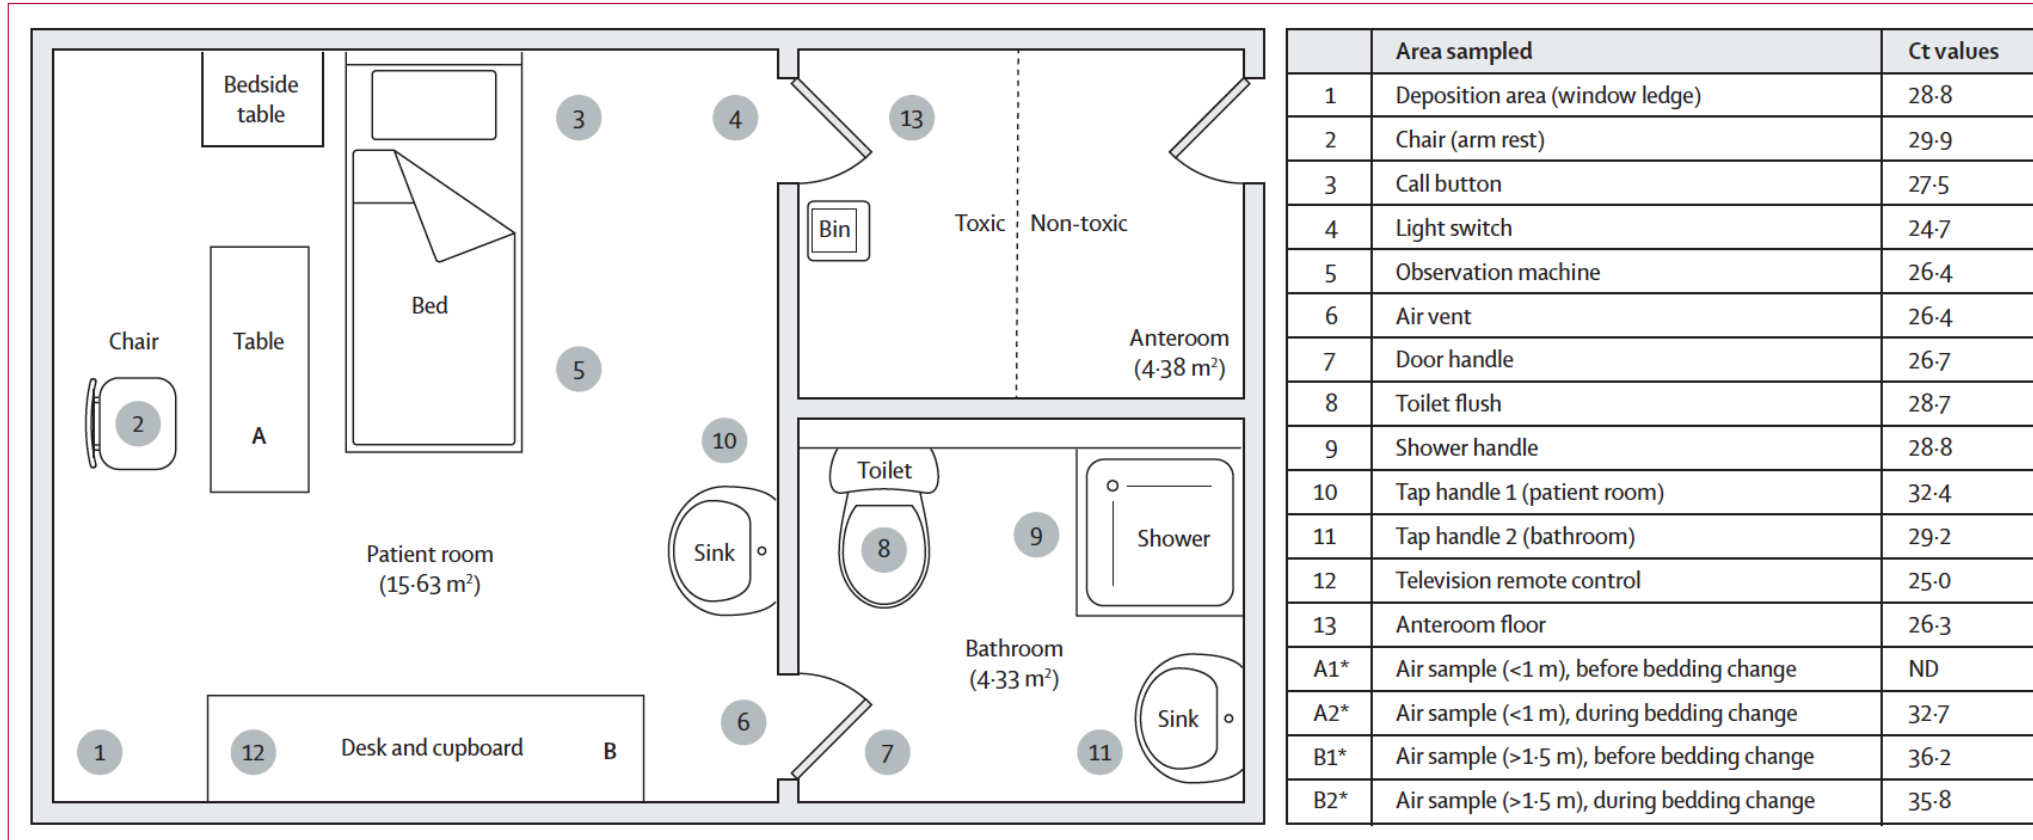 Bedside
table
3
4
13
Bin
Toxic
Non-toxic
Bed
Chair
Table
Anteroom
(4·38 m²)
5
2
A
10
Toilet
Patient room
(15·63 m²)
Sink
8
9
Shower
Bathroom
(4·33 m²)
1
12
Desk and cupboard
B
6
7
11
Sink
Area sampled Ct values
1 Deposition area (window ledge) 28·8
2 Chair (arm rest) 29·9
3 Call button 27·5
4 Light switch 24·7
5 Observation machine 26·4
6 Air vent 26·4
7 Door handle 26·7
8 Toilet flush 28·7
9 Shower handle 28·8
10 Tap handle 1 (patient room) 32·4
11 Tap handle 2 (bathroom) 29·2
12 Television remote control 25·0
13 Anteroom floor 26·3
A1* Air sample (<1 m), before bedding change ND
A2* Air sample (<1 m), during bedding change 32·7
B1* Air sample (>1·5 m), before bedding change 36·2
B2* Air sample (>1·5 m), during bedding change 35·8